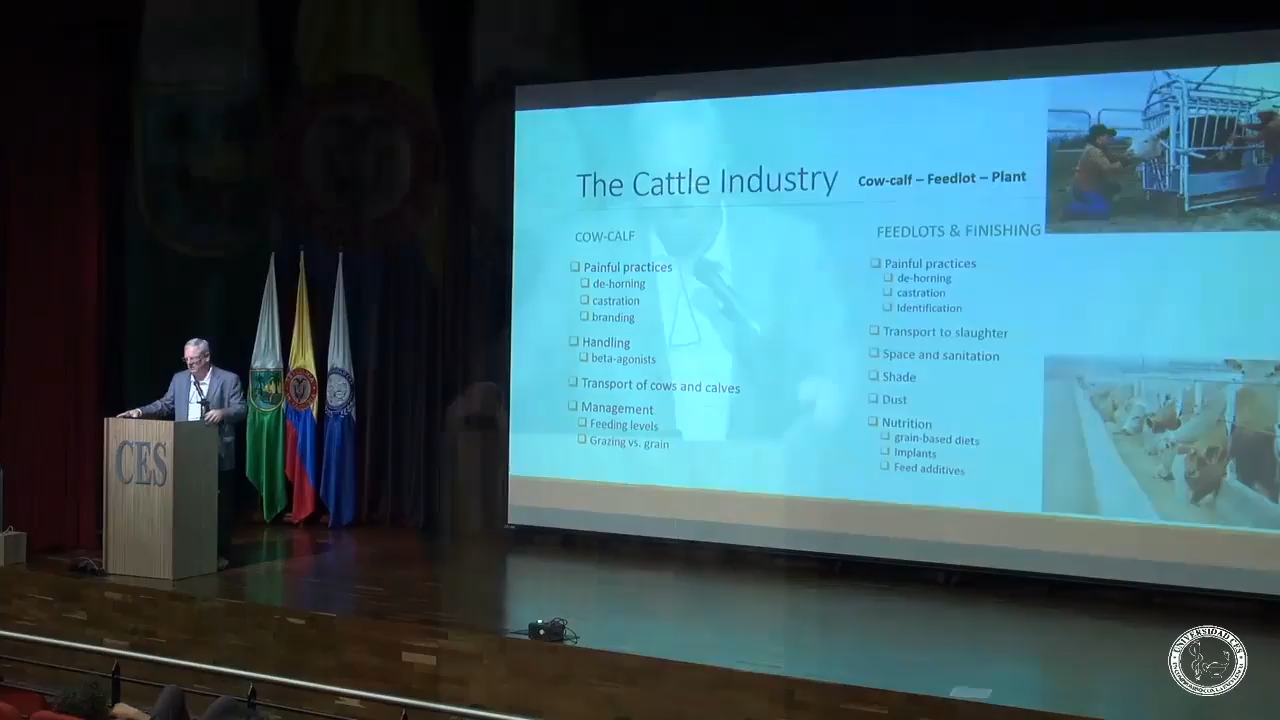 The Cattle Industry
Cow-calf – Feedlot – Plant
COW-CALF
Painful practices
de-horning
castration
branding
Handling
beta-agonists
Transport of cows and calves
Management
Feeding levels
Grazing vs. grain
FEEDLOTS & FINISHING
Painful practices
de-horning
castration
Identification
Transport to slaughter
Space and sanitation
Shade
Dust
Nutrition
grain-based diets
Implants
Feed additives
CES
UNIVERSIDAD CES